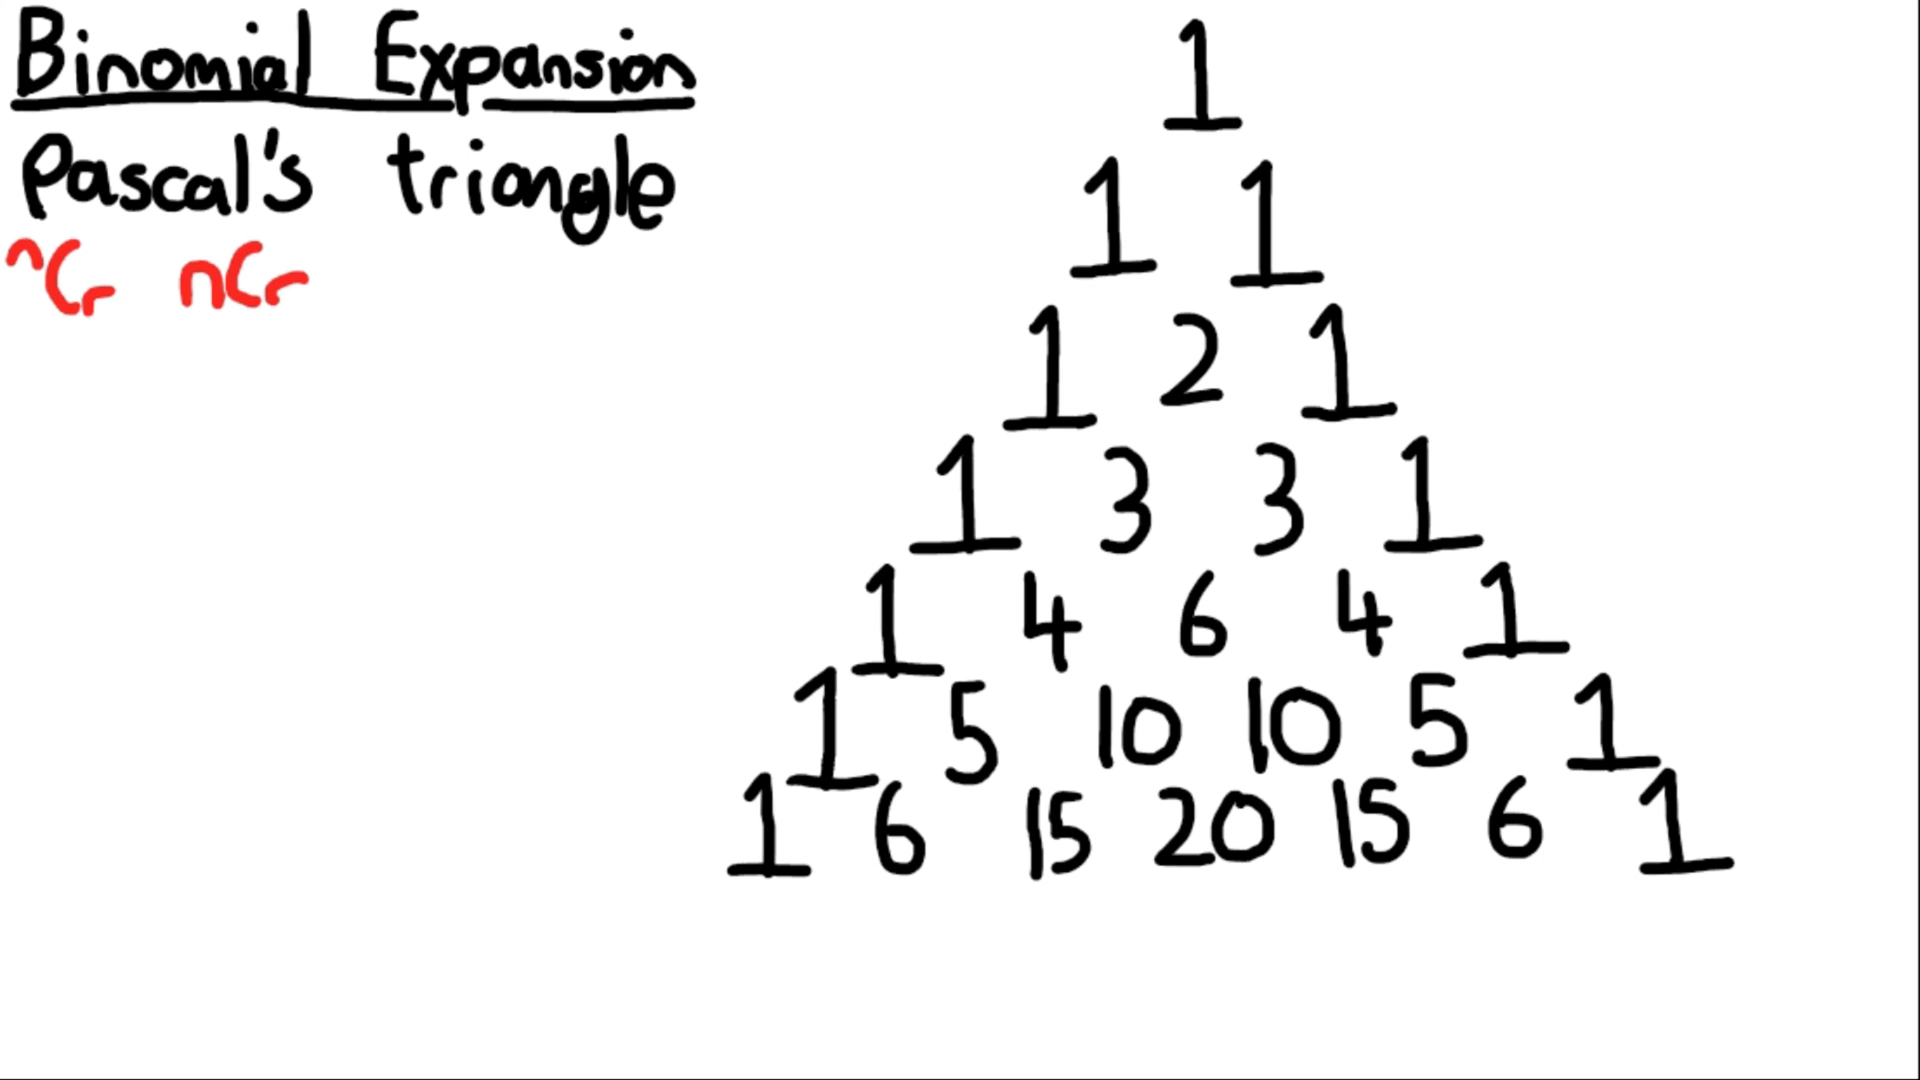 Binomial Expansion
Pascal's triangle
nCr nCr
1
1 1
1 2 1
1 3 3 1
1 4 6 4 1
1 5 10 10 5 1
1 6 15 20 15 6 1